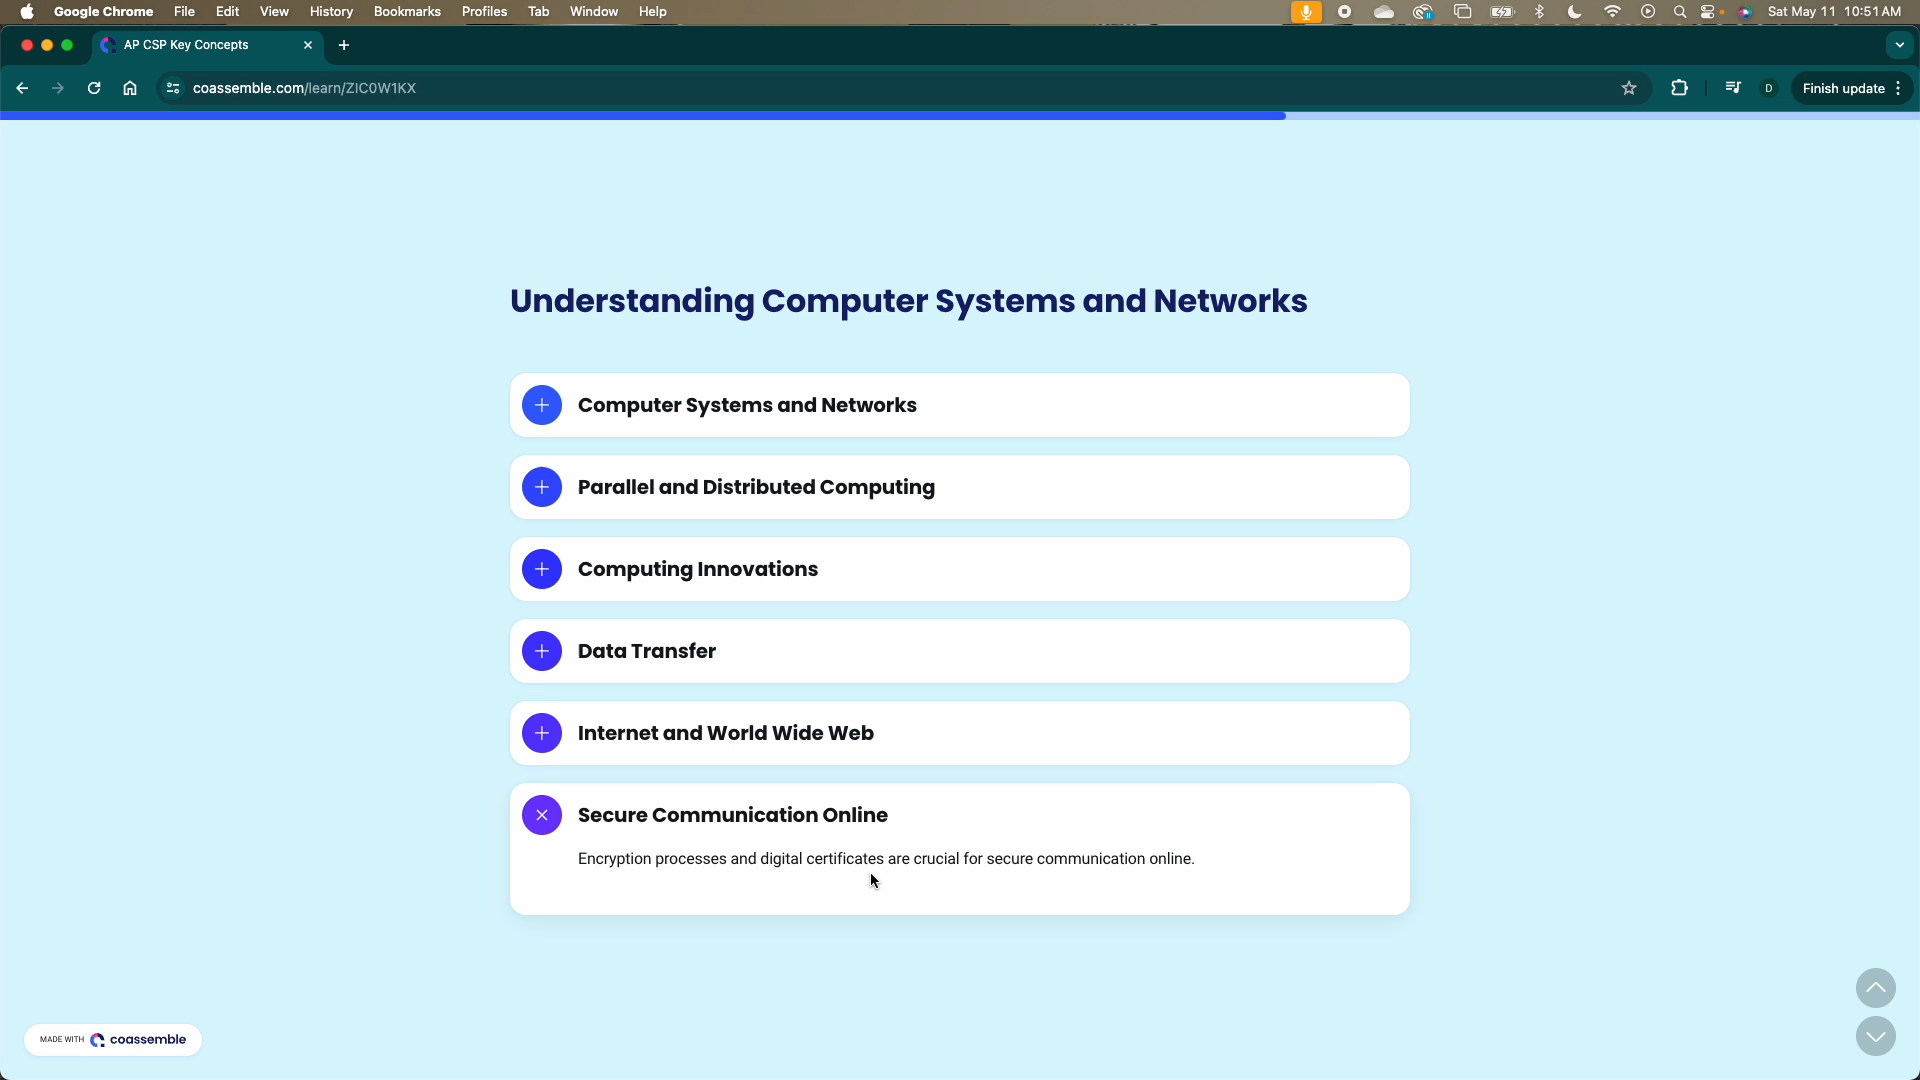 Google Chrome File Edit View History Bookmarks Profiles Tab Window Help Sat May 11 10:51 AM
AP CSP Key Concepts
coassemble.com/learn/ZIC0W1KX D Finish update
Understanding Computer Systems and Networks
Computer Systems and Networks
Parallel and Distributed Computing
Computing Innovations
Data Transfer
Internet and World Wide Web
Secure Communication Online
Encryption processes and digital certificates are crucial for secure communication online.
MADE WITH coassemble